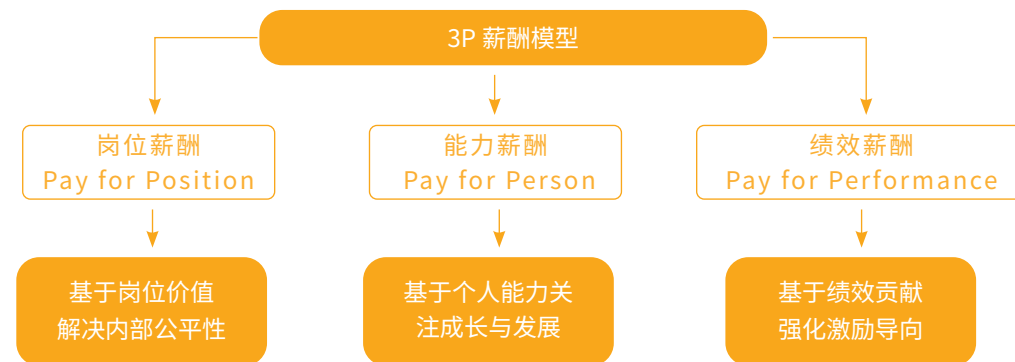 3P 薪酬模型
岗位薪酬
Pay for Position
能力薪酬
Pay for Person
绩效薪酬
Pay for Performance
基于岗位价值
解决内部公平性
基于个人能力关
注成长与发展
基于绩效贡献
强化激励导向